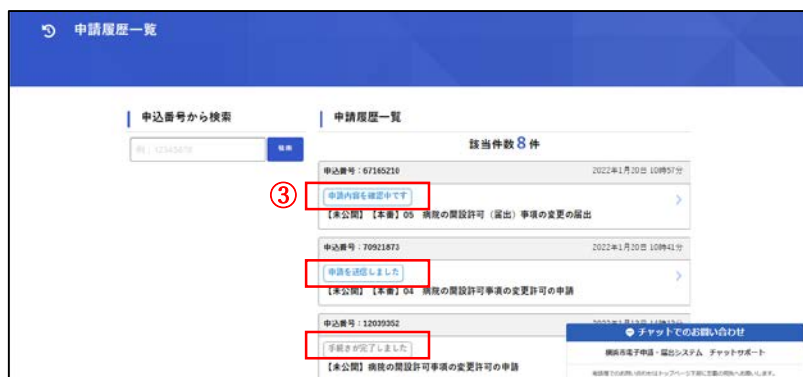 申請履歴一覧
申込番号から検索
例：12345678
検索
申請履歴一覧
該当件数8件
申込番号：67165210
2022年1月20日 10時57分
③
申請内容を確認中です
【未公開】【本番】05 病院の開設許可（届出）事項の変更の届出
申込番号：70921873
2022年1月20日 10時41分
申請を送信しました
【未公開】【本番】04 病院の開設許可事項の変更許可の申請
申込番号：12039352
手続きが完了しました
【未公開】病院の開設許可事項の変更許可の申請
チャットでのお問い合わせ
横浜市電子申請・届出システム チャットサポート